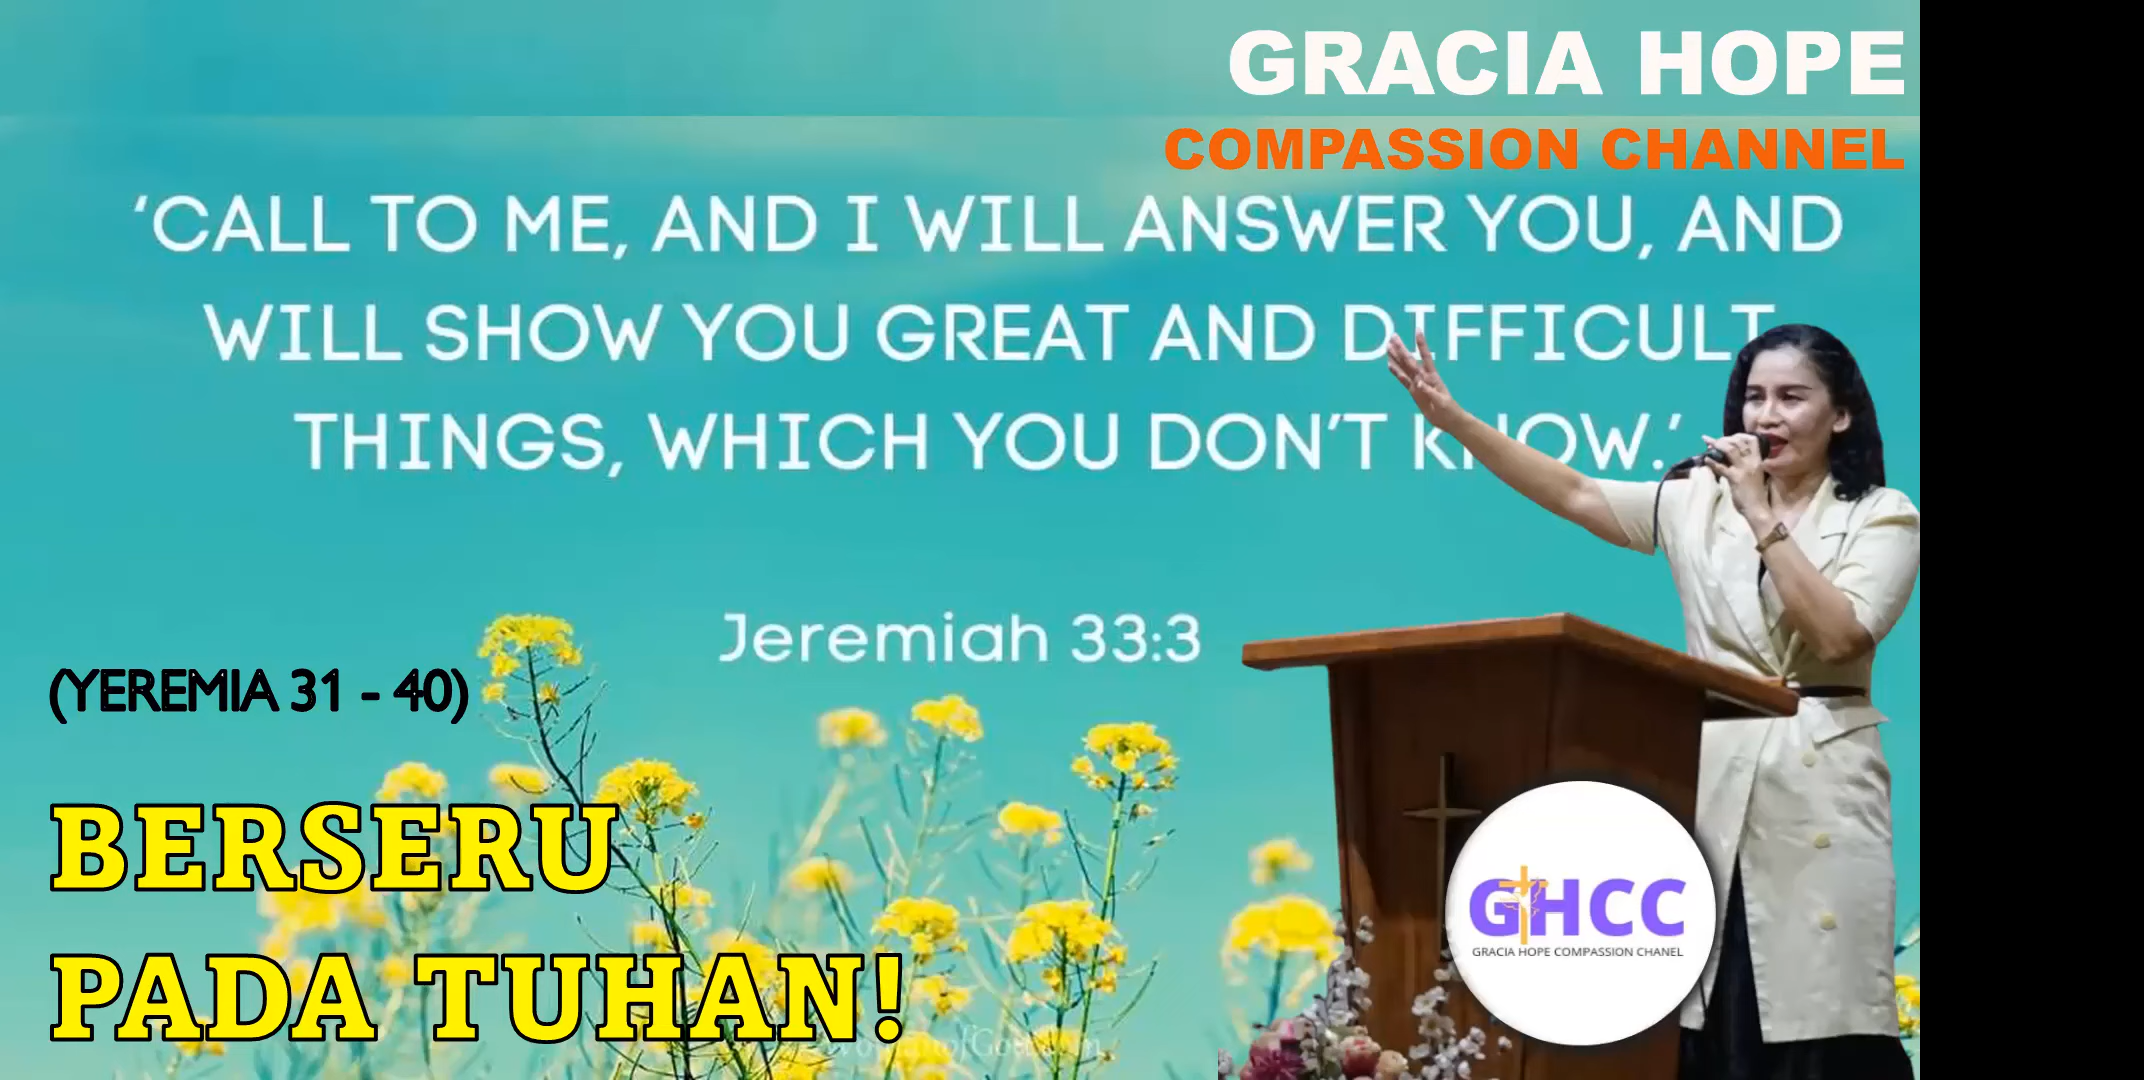 GRACIA HOPE
COMPASSION CHANNEL
‘CALL TO ME, AND I WILL ANSWER YOU, AND
WILL SHOW YOU GREAT AND DIFFICULT
THINGS, WHICH YOU DON’T KNOW.’
Jeremiah 33:3
(YEREMIA 31 - 40)
BERSERU
PADA TUHAN!
GHCC
GRACIA HOPE COMPASSION CHANEL